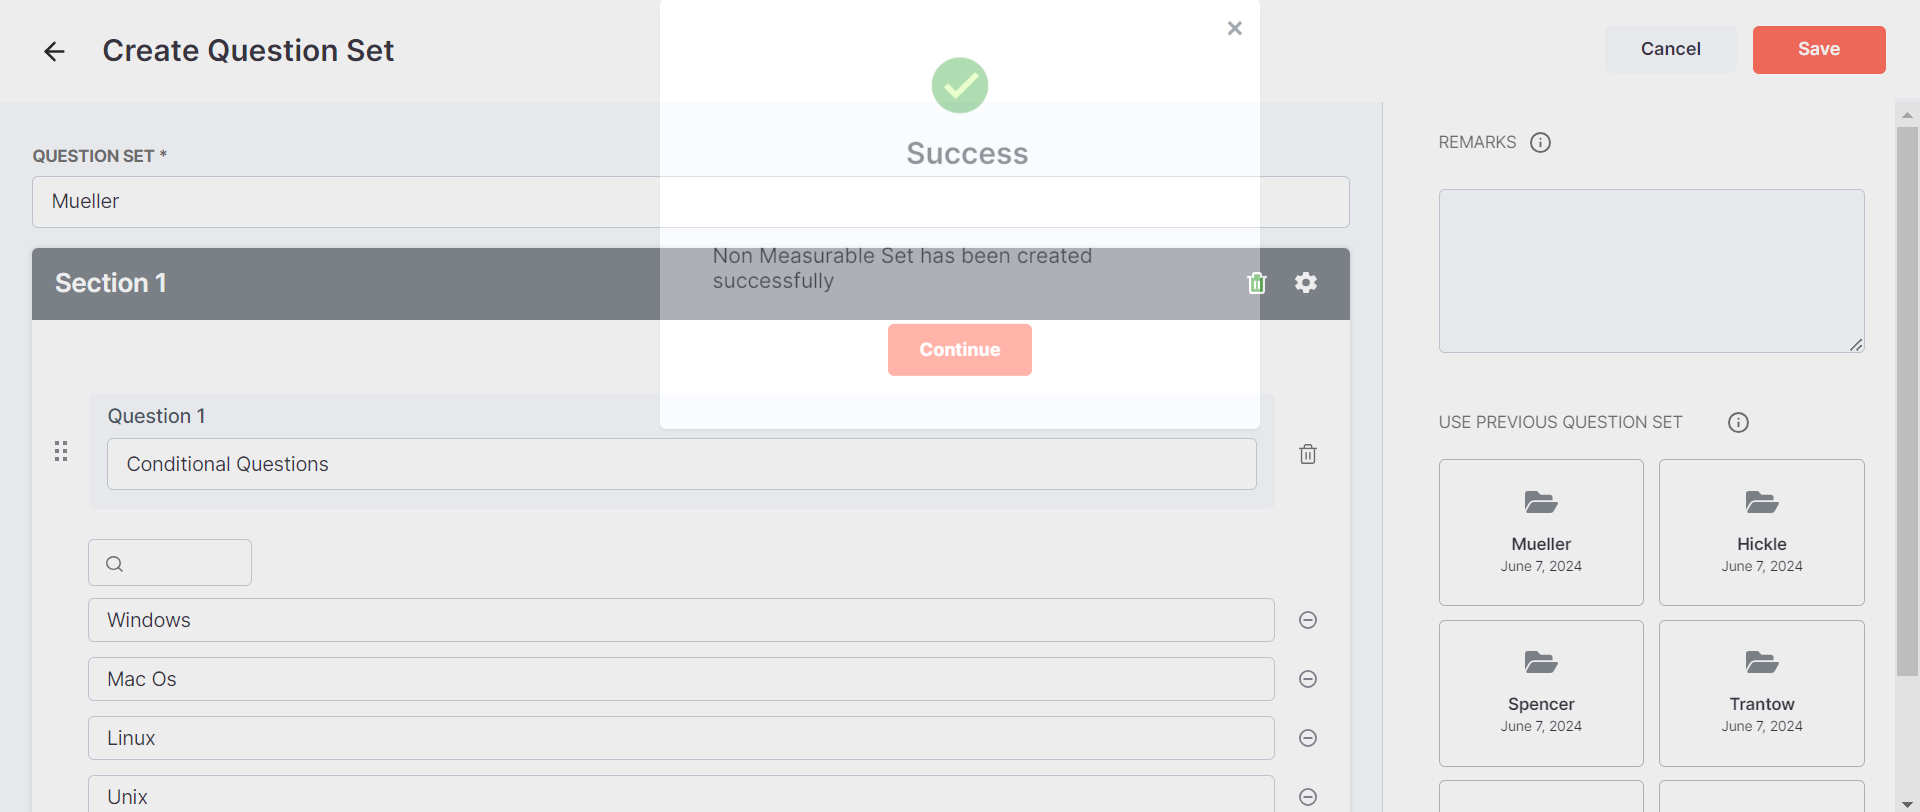 Create Question Set
Cancel
Save
×
Success
Non Measurable Set has been created
successfully
Continue
QUESTION SET *
Mueller
Section 1
Question 1
Conditional Questions
Windows
Mac Os
Linux
Unix
REMARKS
USE PREVIOUS QUESTION SET
Mueller
June 7, 2024
Hickle
June 7, 2024
Spencer
June 7, 2024
Trantow
June 7, 2024